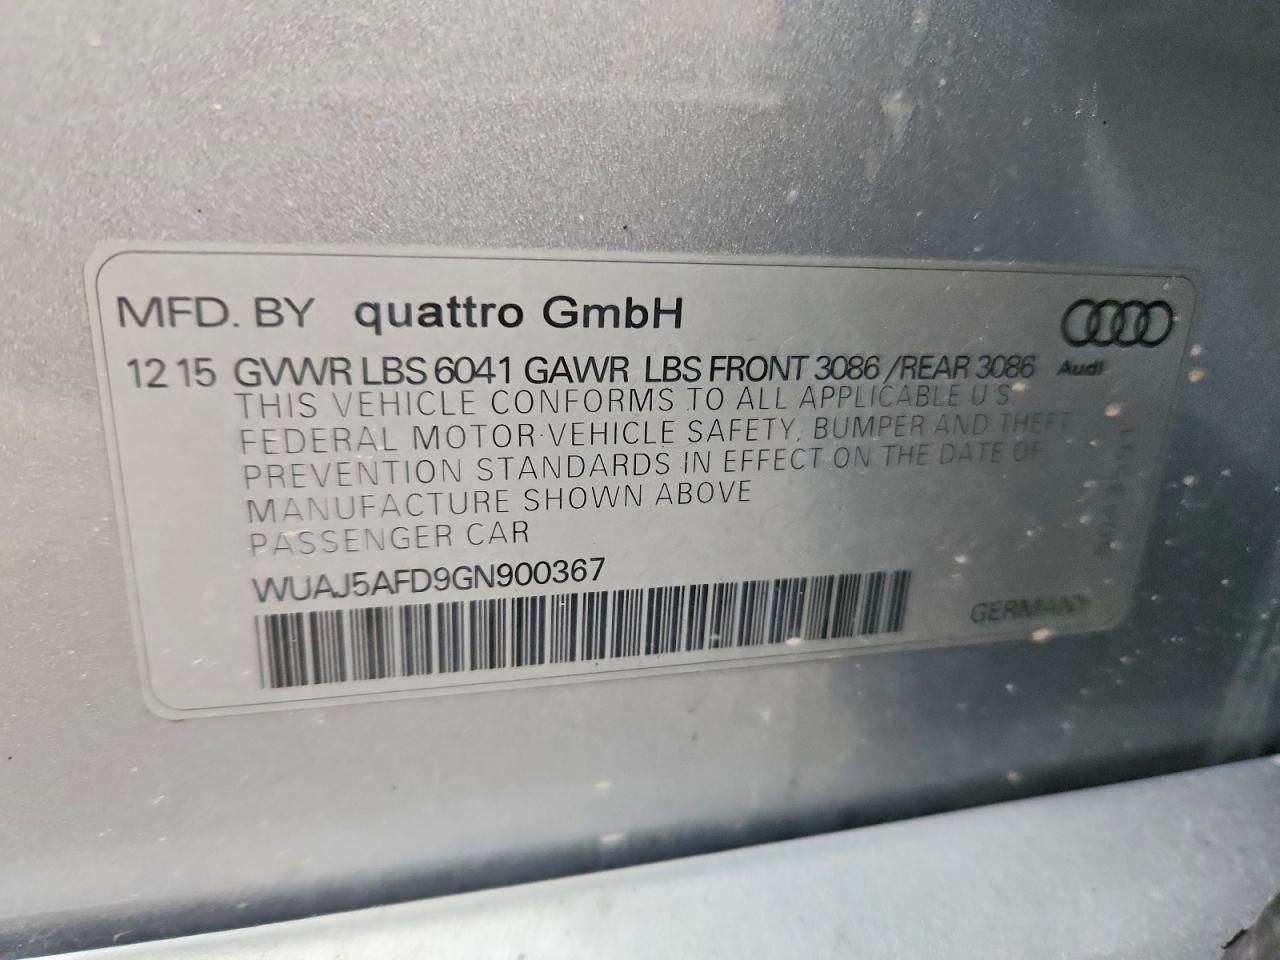 MFD. BY quattro GmbH
12 15 GVWR LBS 6041 GAWR LBS FRONT 3086 /REAR 3086
Audi
THIS VEHICLE CONFORMS TO ALL APPLICABLE U S
FEDERAL MOTOR VEHICLE SAFETY, BUMPER AND THEFT
PREVENTION STANDARDS IN EFFECT ON THE DATE OF
MANUFACTURE SHOWN ABOVE
PASSENGER CAR
WUAJ5AFD9GN900367
GERMANY